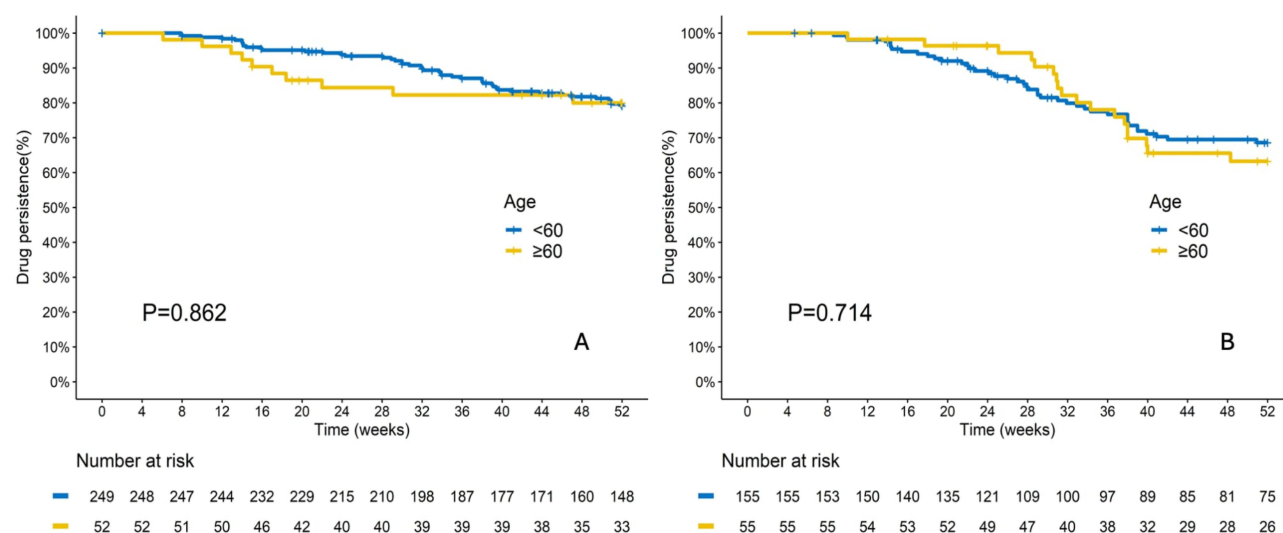 100%
90%
80%
70%
60%
50%
40%
30%
20%
10%
0%
Drug persistence(%)
Age
<60
≥60
P=0.862
A
0 4 8 12 16 20 24 28 32 36 40 44 48 52
Time (weeks)
Number at risk
249 248 247 244 232 229 215 210 198 187 177 171 160 148
52 52 51 50 46 42 40 40 39 39 39 38 35 33
100%
90%
80%
70%
60%
50%
40%
30%
20%
10%
0%
Drug persistence(%)
Age
<60
≥60
P=0.714
B
0 4 8 12 16 20 24 28 32 36 40 44 48 52
Time (weeks)
Number at risk
155 155 153 150 140 135 121 109 100 97 89 85 81 75
55 55 55 54 53 52 49 47 40 38 32 29 28 26